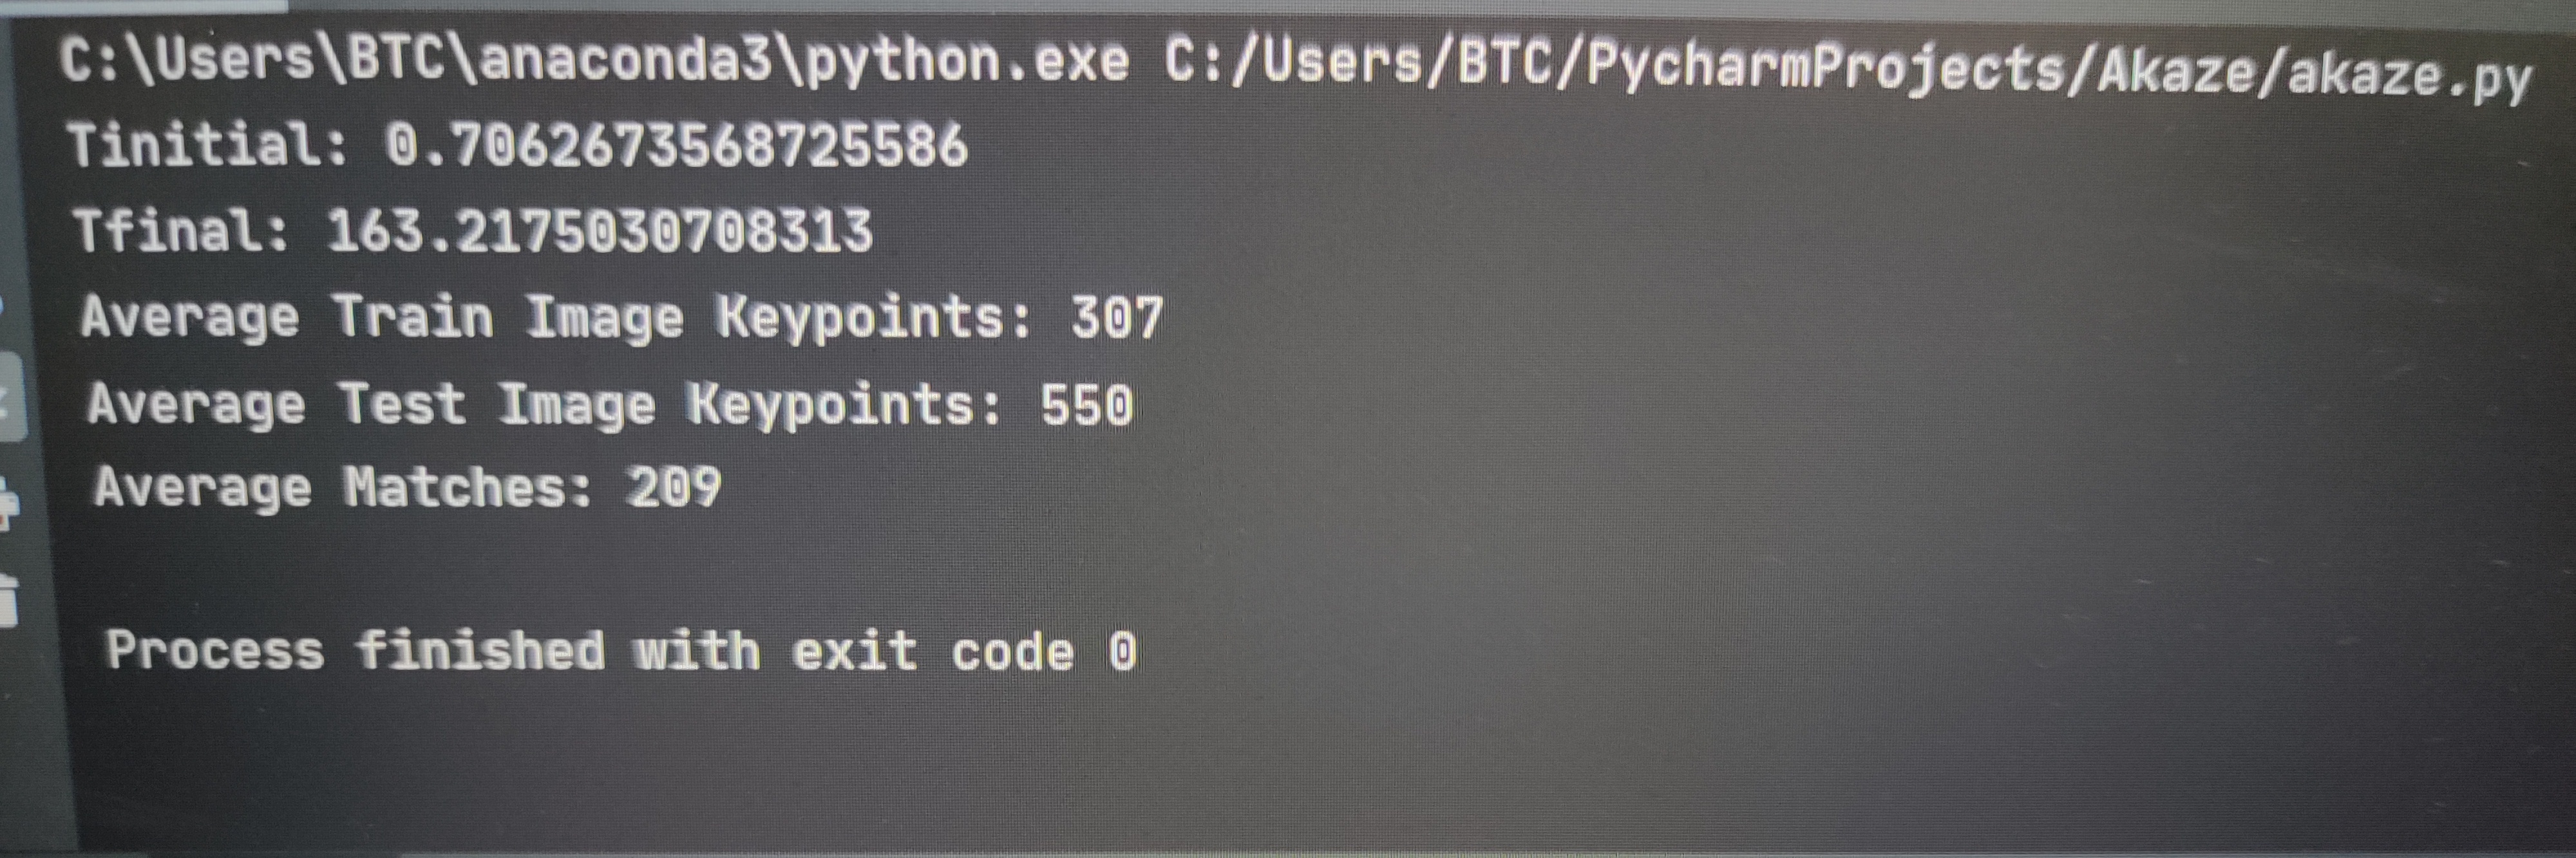 C:\Users\BTC\anaconda3\python.exe C:/Users/BTC/PycharmProjects/Akaze/akaze.py
Tinitial: 0.7062673568725586
Tfinal: 163.2175030708313
Average Train Image Keypoints: 307
Average Test Image Keypoints: 550
Average Matches: 209
Process finished with exit code 0